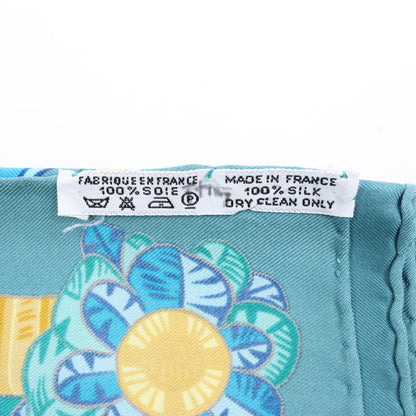 FABRIQUE EN FRANCE
100% SOIE
P
MADE IN FRANCE
100% SILK
DRY CLEAN ONLY